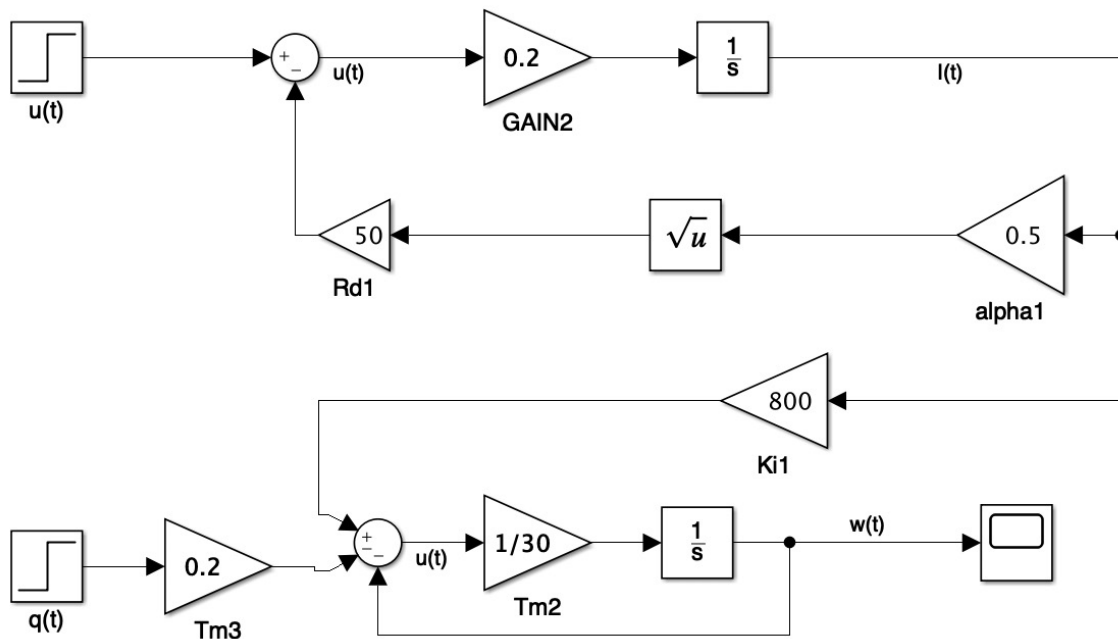 u(t)
+
−
u(t)
0.2
GAIN2
1
s
I(t)
50
Rd1
√u
0.5
alpha1
800
Ki1
q(t)
0.2
Tm3
+
−
−
u(t)
1/30
Tm2
1
s
w(t)